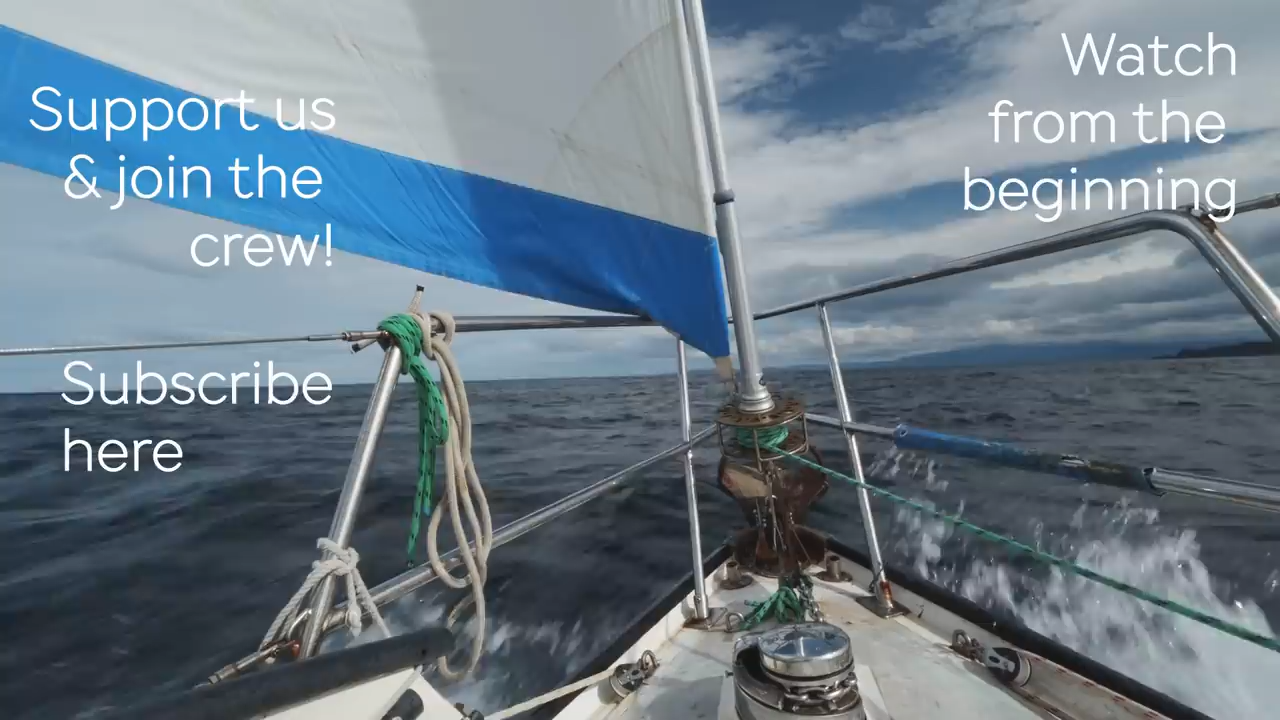 Support us
& join the
crew!
Watch
from the
beginning
Subscribe
here